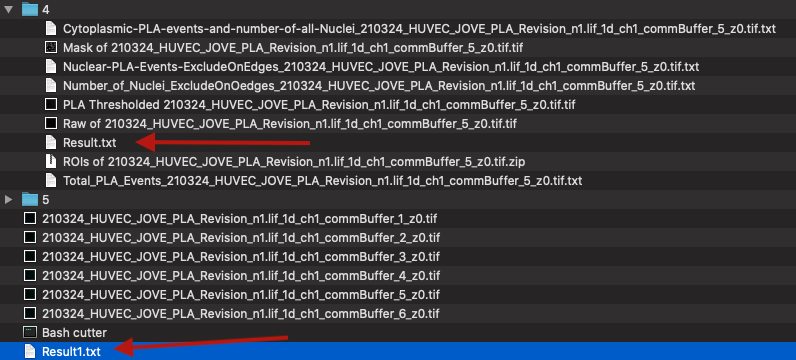 4
Cytoplasmic-PLA-events-and-number-of-all-Nuclei_210324_HUVEC_JOVE_PLA_Revision_n1.lif_1d_ch1_commBuffer_5_z0.tif.txt
Mask of 210324_HUVEC_JOVE_PLA_Revision_n1.lif_1d_ch1_commBuffer_5_z0.tif.tif
Nuclear-PLA-Events-ExcludeOnEdges_210324_HUVEC_JOVE_PLA_Revision_n1.lif_1d_ch1_commBuffer_5_z0.tif.txt
Number_of_Nuclei_ExcludeOnOedges_210324_HUVEC_JOVE_PLA_Revision_n1.lif_1d_ch1_commBuffer_5_z0.tif.txt
PLA Thresholded 210324_HUVEC_JOVE_PLA_Revision_n1.lif_1d_ch1_commBuffer_5_z0.tif.tif
Raw of 210324_HUVEC_JOVE_PLA_Revision_n1.lif_1d_ch1_commBuffer_5_z0.tif.tif
Result.txt
ROIs of 210324_HUVEC_JOVE_PLA_Revision_n1.lif_1d_ch1_commBuffer_5_z0.tif.zip
Total_PLA_Events_210324_HUVEC_JOVE_PLA_Revision_n1.lif_1d_ch1_commBuffer_5_z0.tif.txt
5
210324_HUVEC_JOVE_PLA_Revision_n1.lif_1d_ch1_commBuffer_1_z0.tif
210324_HUVEC_JOVE_PLA_Revision_n1.lif_1d_ch1_commBuffer_2_z0.tif
210324_HUVEC_JOVE_PLA_Revision_n1.lif_1d_ch1_commBuffer_3_z0.tif
210324_HUVEC_JOVE_PLA_Revision_n1.lif_1d_ch1_commBuffer_4_z0.tif
210324_HUVEC_JOVE_PLA_Revision_n1.lif_1d_ch1_commBuffer_5_z0.tif
210324_HUVEC_JOVE_PLA_Revision_n1.lif_1d_ch1_commBuffer_6_z0.tif
Bash cutter
Result1.txt